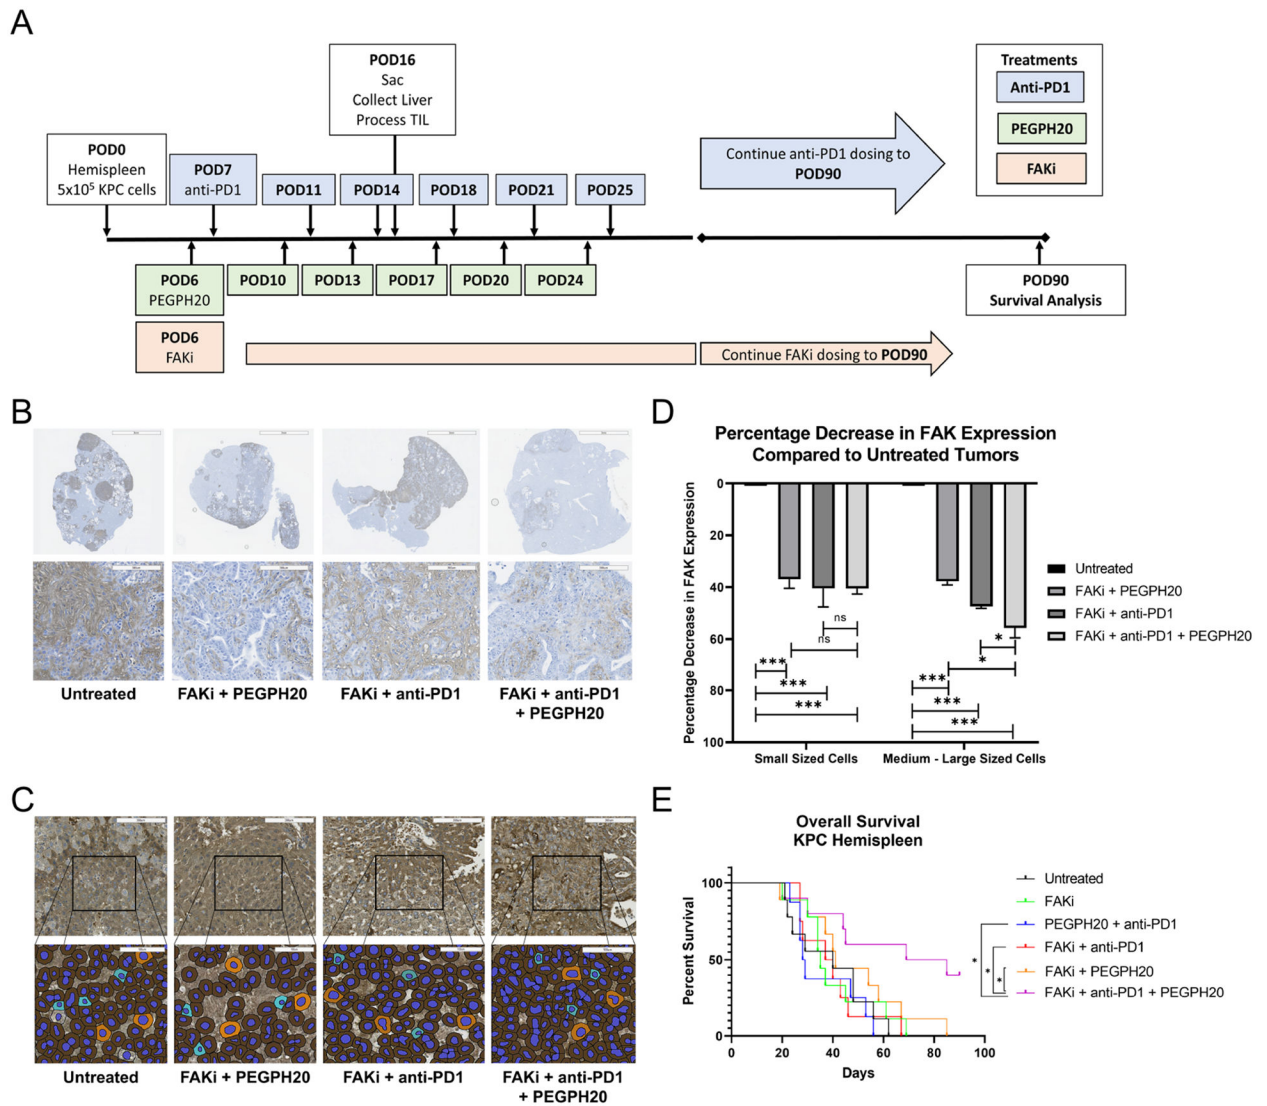 A
POD16
Sac
Collect Liver
Process TIL
Treatments
Anti-PD1
PEGPH20
FAKi
POD0
Hemispleen
5x10⁵ KPC cells
POD7
anti-PD1
POD11
POD14
POD18
POD21
POD25
Continue anti-PD1 dosing to
POD90
POD6
PEGPH20
POD10
POD13
POD17
POD20
POD24
POD90
Survival Analysis
POD6
FAKi
Continue FAKi dosing to POD90
B
Untreated
FAKi + PEGPH20
FAKi + anti-PD1
FAKi + anti-PD1
+ PEGPH20
C
Untreated
FAKi + PEGPH20
FAKi + anti-PD1
FAKi + anti-PD1
+ PEGPH20
D
Percentage Decrease in FAK Expression
Compared to Untreated Tumors
Percentage Decrease in FAK Expression
0
20
40
60
80
100
ns
ns
***
***
***
*
*
***
***
***
Small Sized Cells
Medium - Large Sized Cells
Untreated
FAKi + PEGPH20
FAKi + anti-PD1
FAKi + anti-PD1 + PEGPH20
E
Overall Survival
KPC Hemispleen
Percent Survival
100
50
0
0
20
40
60
80
100
Days
Untreated
FAKi
PEGPH20 + anti-PD1
FAKi + anti-PD1
FAKi + PEGPH20
FAKi + anti-PD1 + PEGPH20
*
*
*